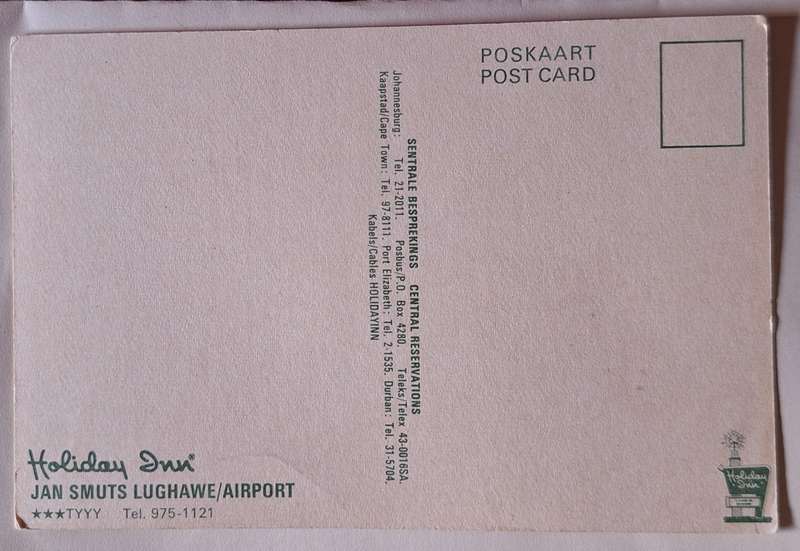 POSKAART
POST CARD
SENTRALE BESPREKINGS CENTRAL RESERVATIONS
Johannesburg: Tel. 21-2011. Posbus/P.O. Box 4280. Teleks/Telex 43-0016SA.
Kaapstad/Cape Town: Tel. 97-8111. Port Elizabeth: Tel. 2-1535. Durban: Tel. 31-5704.
Kabels/Cables HOLIDAYINN
Holiday Inn®
JAN SMUTS LUGHAWE/AIRPORT
★★★TYYY Tel. 975-1121
Holiday
Inn